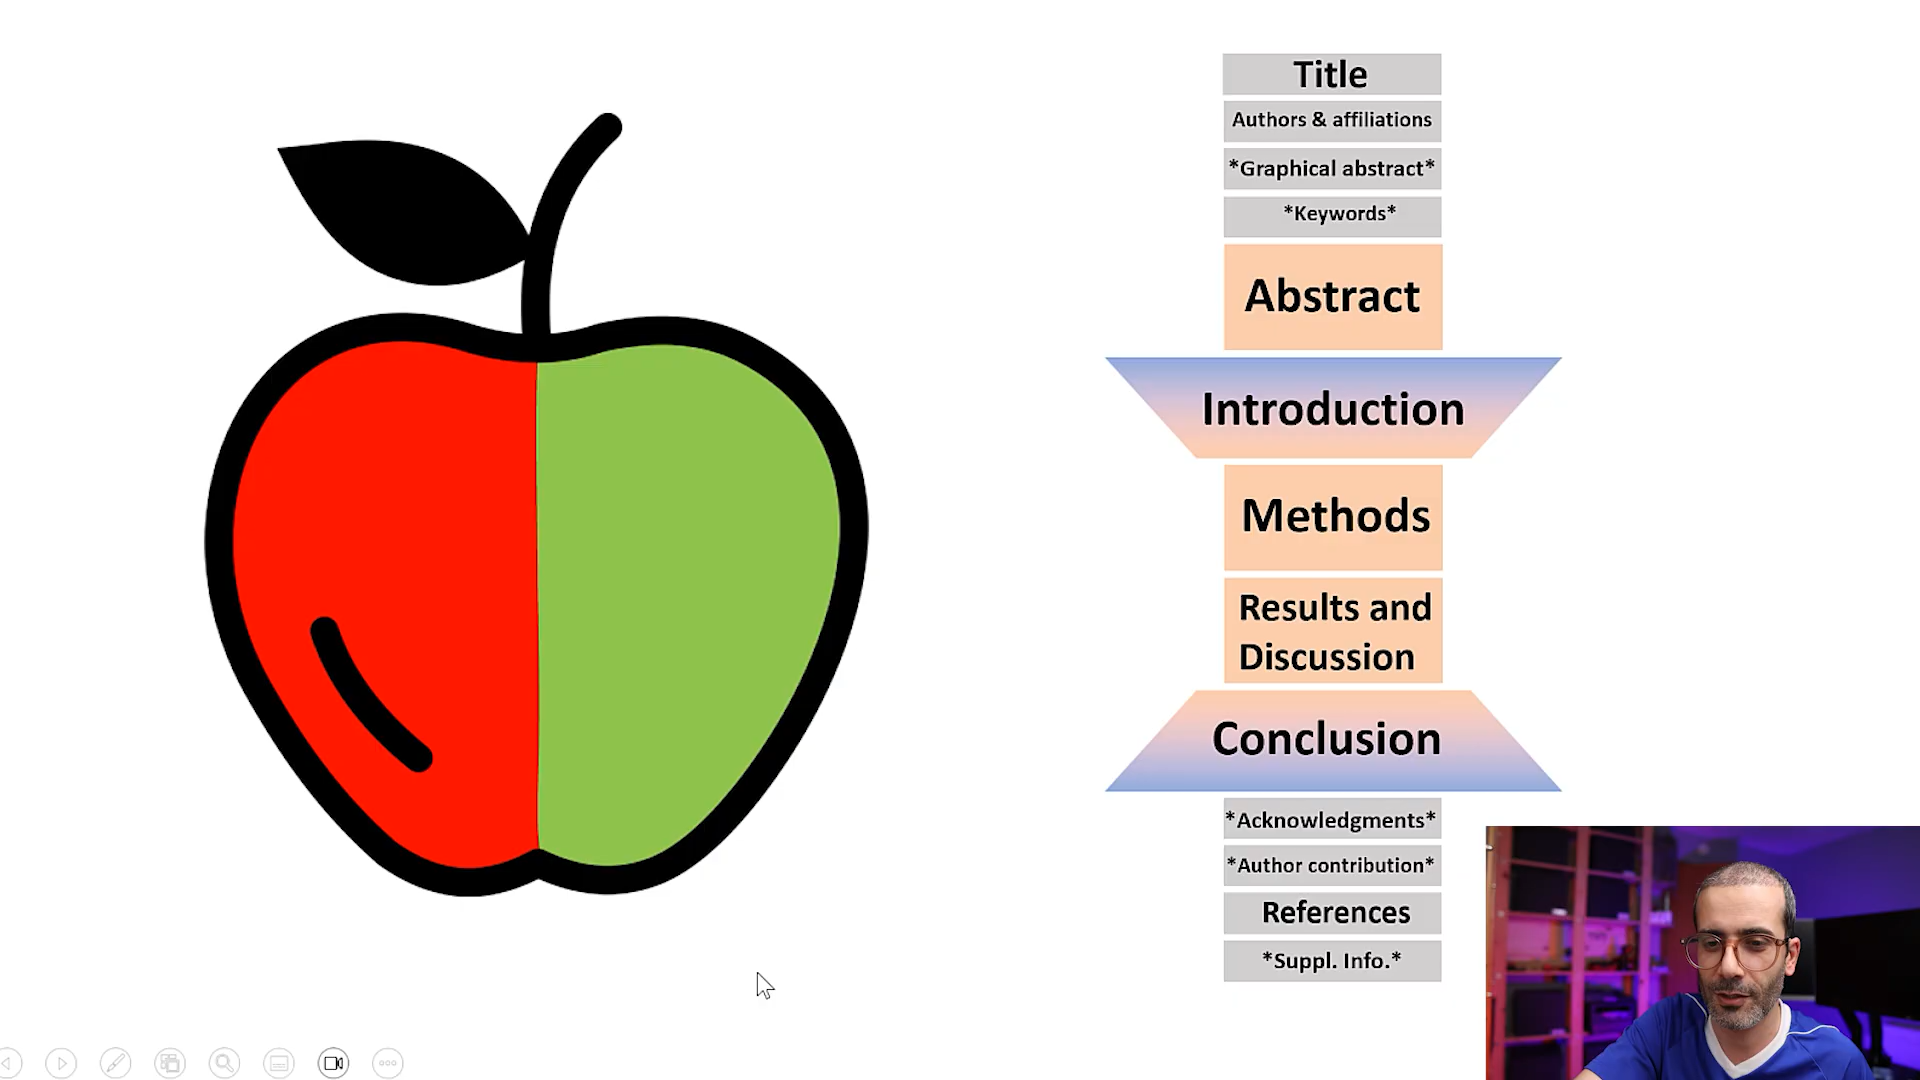 Title
Authors & affiliations
*Graphical abstract*
*Keywords*
Abstract
Introduction
Methods
Results and
Discussion
Conclusion
*Acknowledgments*
*Author contribution*
References
*Suppl. Info.*